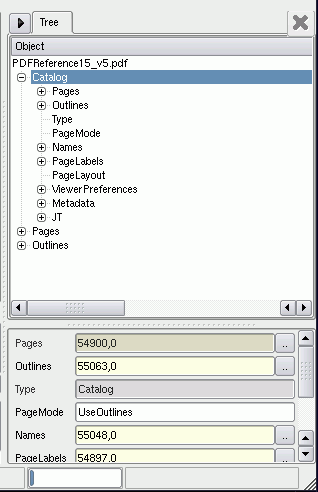 Tree
Object
PDFReference15_v5.pdf
Catalog
Pages
Outlines
Type
PageMode
Names
PageLabels
PageLayout
ViewerPreferences
Metadata
JT
Pages
Outlines
Pages 54900,0 ..
Outlines 55063,0 ..
Type Catalog
PageMode UseOutlines
Names 55048,0 ..
PageLabels 54897,0 ..